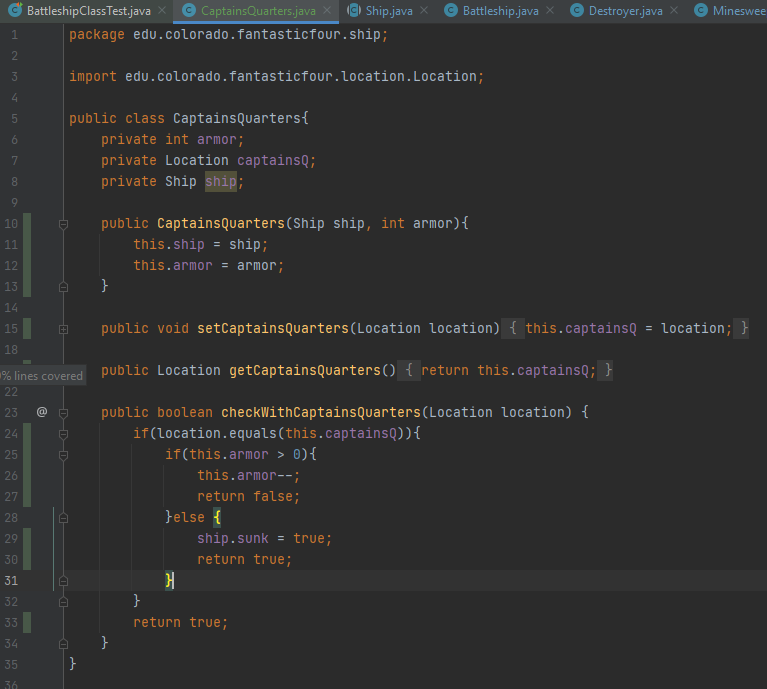 BattleshipClassTest.java CaptainsQuarters.java Ship.java Battleship.java Destroyer.java Mineswee
1 package edu.colorado.fantasticfour.ship;
2
3 import edu.colorado.fantasticfour.location.Location;
4
5 public class CaptainsQuarters{
6 private int armor;
7 private Location captainsQ;
8 private Ship ship;
9
10 public CaptainsQuarters(Ship ship, int armor){
11 this.ship = ship;
12 this.armor = armor;
13 }
14
15 public void setCaptainsQuarters(Location location) { this.captainsQ = location; }
18
public Location getCaptainsQuarters() { return this.captainsQ; }
% lines covered
22
23 @ public boolean checkWithCaptainsQuarters(Location location) {
24 if(location.equals(this.captainsQ)){
25 if(this.armor > 0){
26 this.armor--;
27 return false;
28 }else {
29 ship.sunk = true;
30 return true;
31 }
32 }
33 return true;
34 }
35 }
36